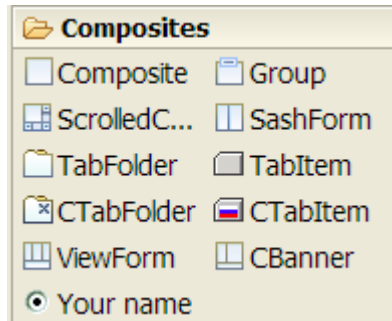 Composites
Composite Group
ScrolledC... SashForm
TabFolder TabItem
CTabFolder CTabItem
ViewForm CBanner
Your name